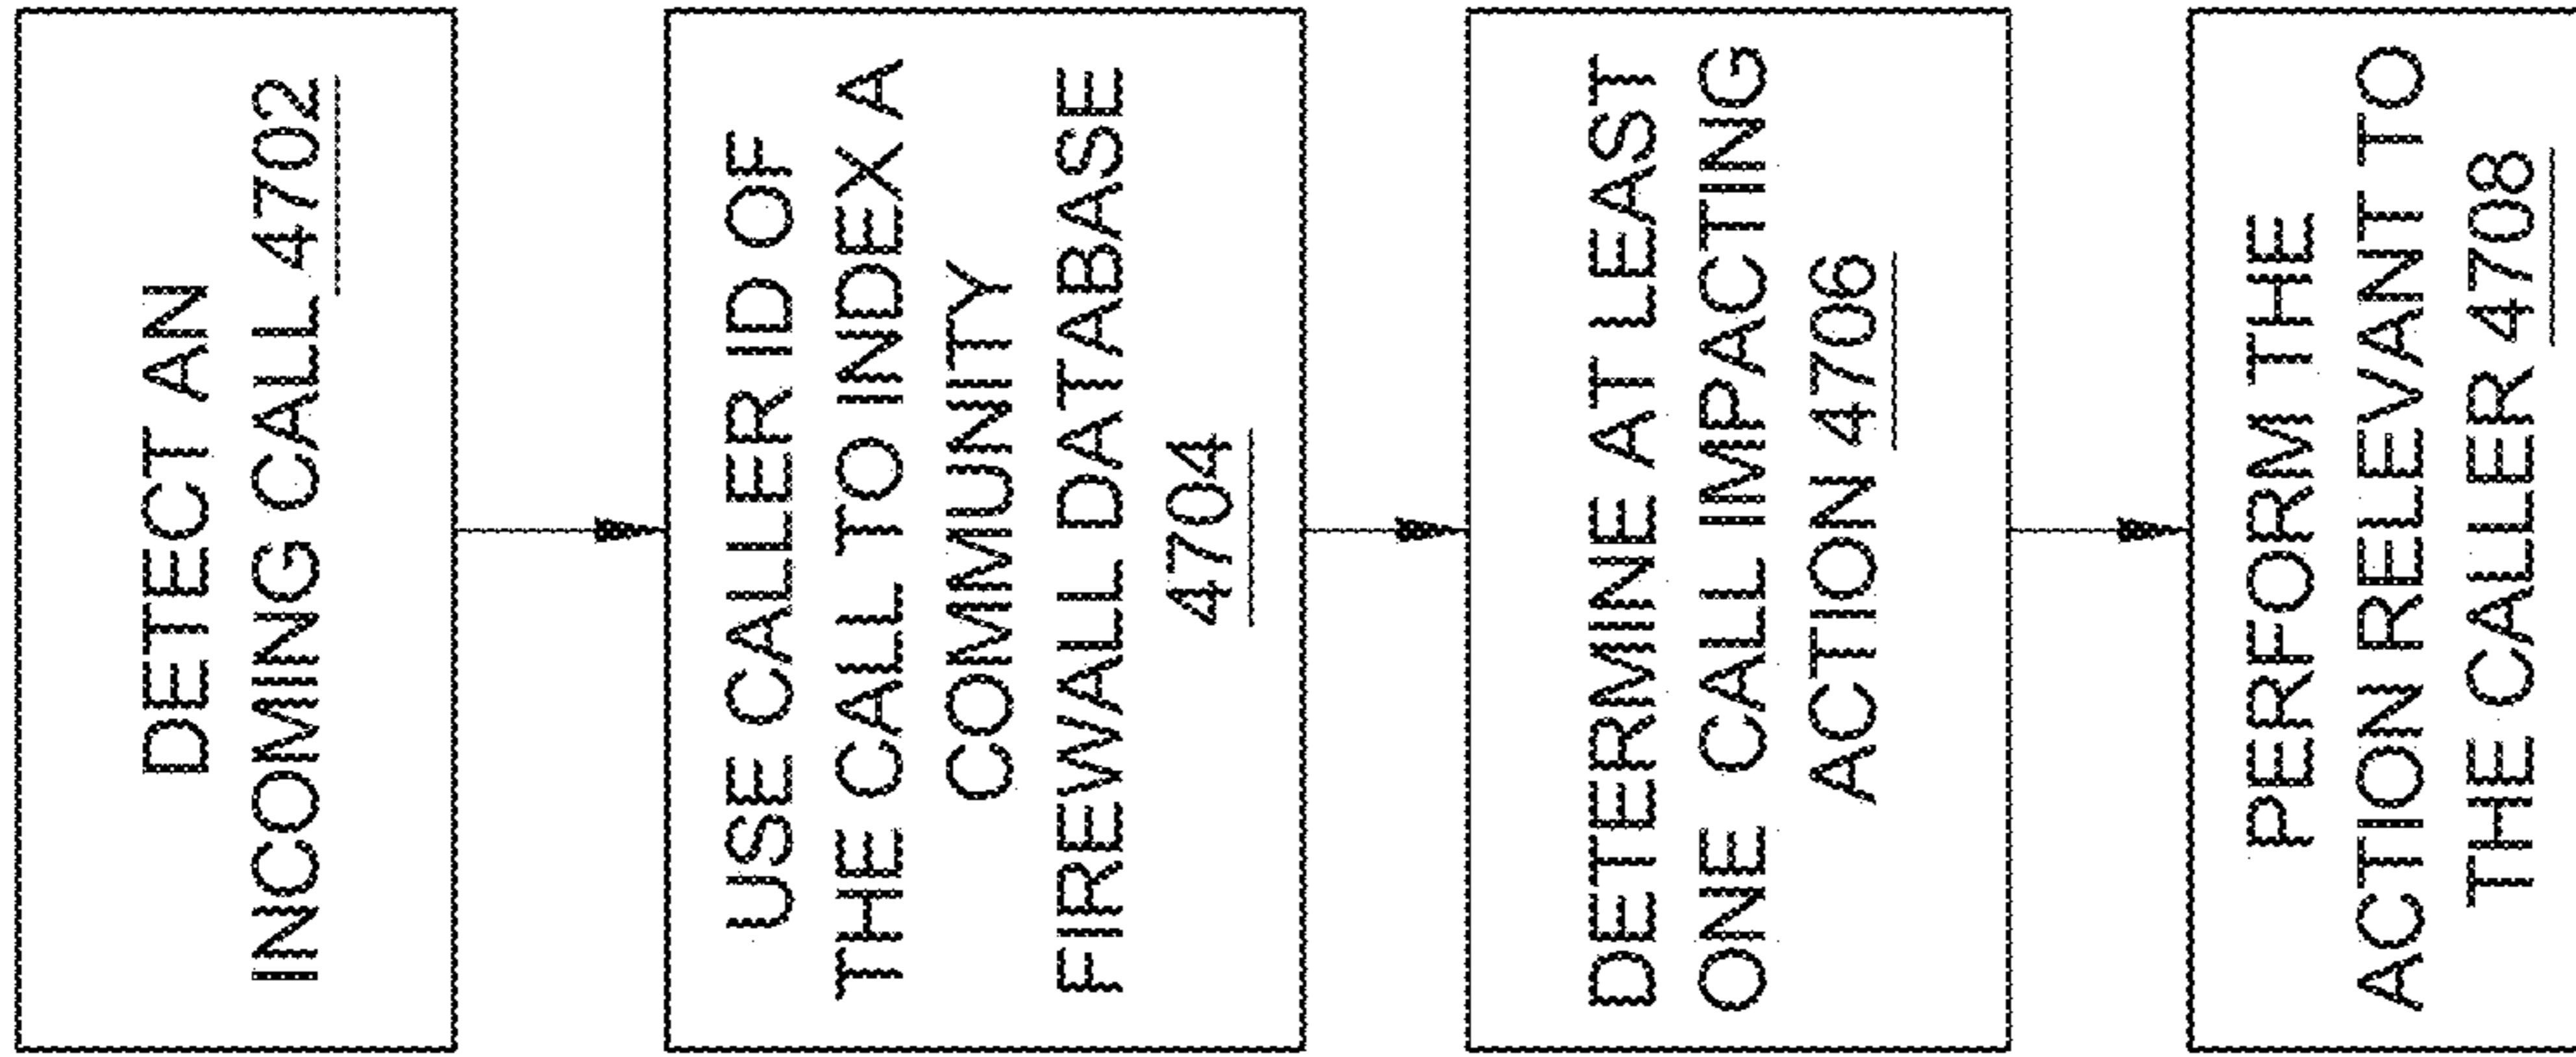 DETECT AN
INCOMING CALL 4702
USE CALLER ID OF
THE CALL TO INDEX A
COMMUNITY
FIREWALL DATABASE
4704
DETERMINE AT LEAST
ONE CALL IMPACTING
ACTION 4706
PERFORM THE
ACTION RELEVANT TO
THE CALLER 4708